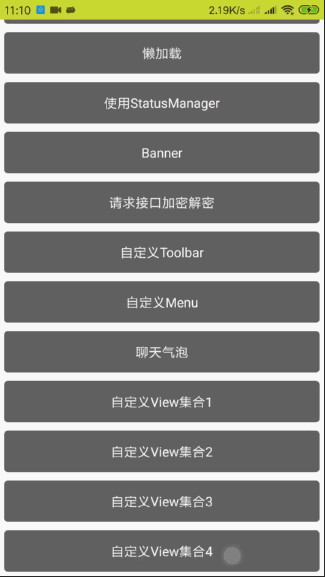 11:10 2.19K/s
懒加载
使用StatusManager
Banner
请求接口加密解密
自定义Toolbar
自定义Menu
聊天气泡
自定义View集合1
自定义View集合2
自定义View集合3
自定义View集合4